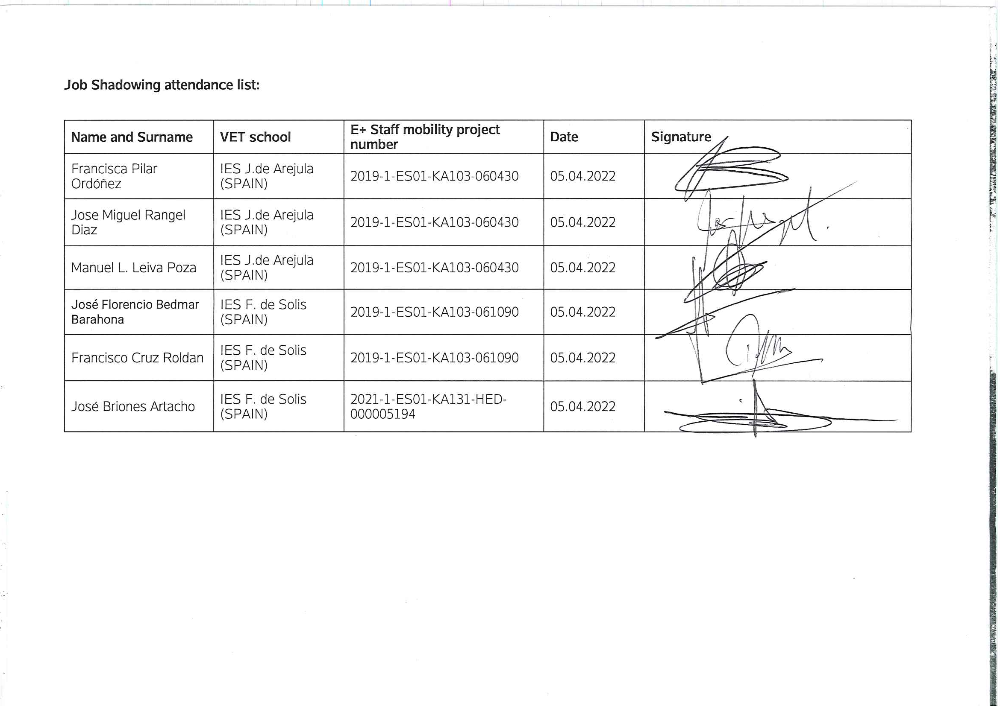 Job Shadowing attendance list:
Name and Surname VET school E+ Staff mobility project number Date Signature
Francisca Pilar Ordóñez IES J.de Arejula (SPAIN) 2019-1-ES01-KA103-060430 05.04.2022
Jose Miguel Rangel Diaz IES J.de Arejula (SPAIN) 2019-1-ES01-KA103-060430 05.04.2022
Manuel L. Leiva Poza IES J.de Arejula (SPAIN) 2019-1-ES01-KA103-060430 05.04.2022
José Florencio Bedmar Barahona IES F. de Solis (SPAIN) 2019-1-ES01-KA103-061090 05.04.2022
Francisco Cruz Roldan IES F. de Solis (SPAIN) 2019-1-ES01-KA103-061090 05.04.2022
José Briones Artacho IES F. de Solis (SPAIN) 2021-1-ES01-KA131-HED-000005194 05.04.2022